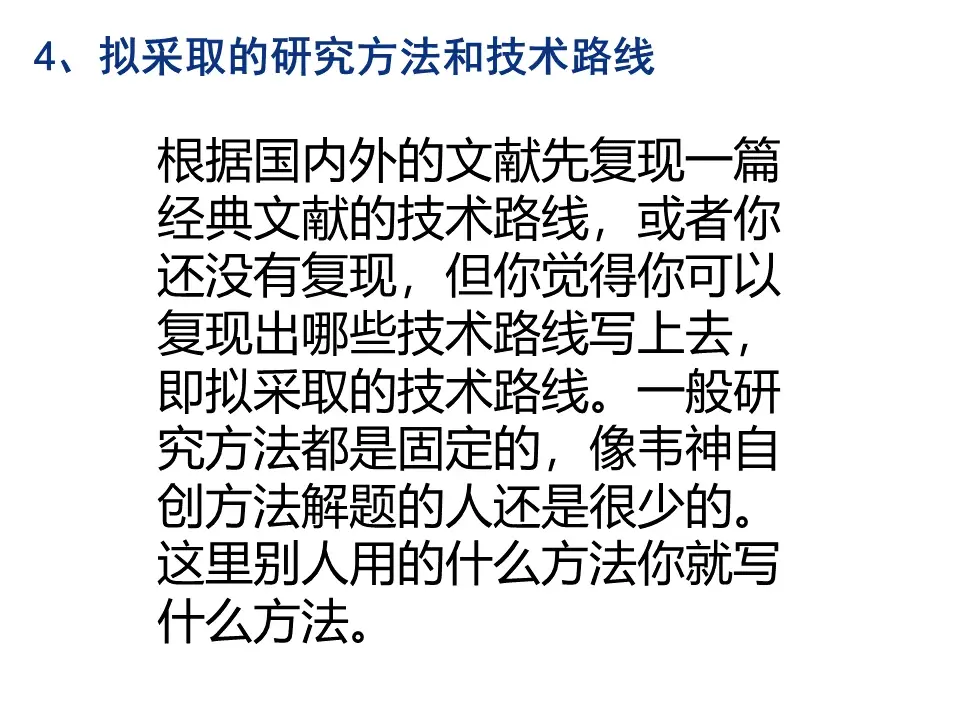 4、拟采取的研究方法和技术路线
根据国内外的文献先复现一篇
经典文献的技术路线，或者你
还没有复现，但你觉得你可以
复现出哪些技术路线写上去，
即拟采取的技术路线。一般研
究方法都是固定的，像韦神自
创方法解题的人还是很少的。
这里别人用的什么方法你就写
什么方法。